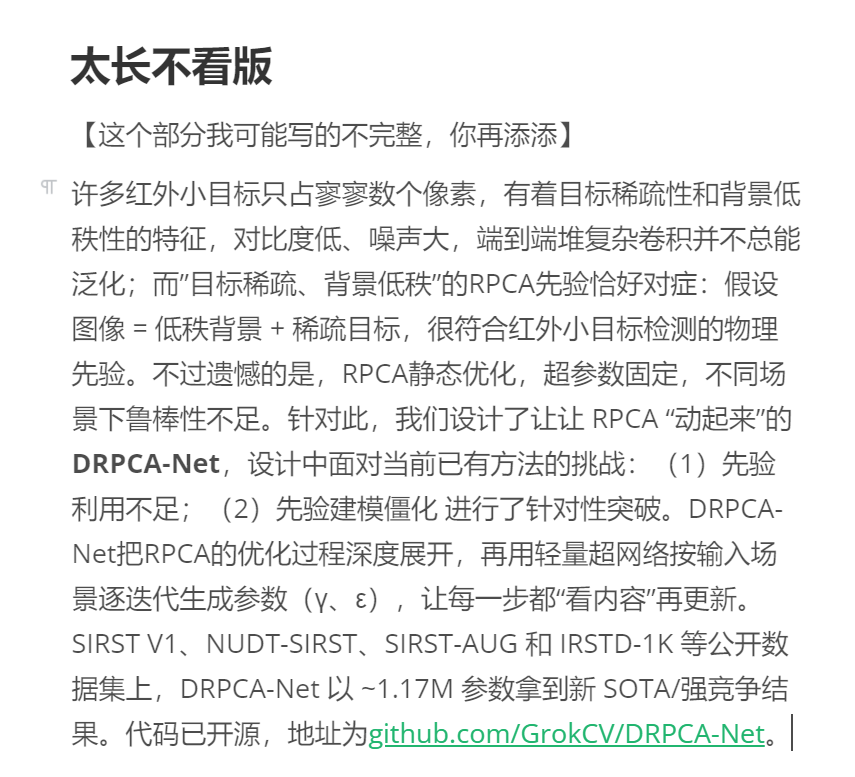 太长不看版
【这个部分我可能写的不完整，你再添添】
许多红外小目标只占寥寥数个像素，有着目标稀疏性和背景低
秩性的特征，对比度低、噪声大，端到端堆复杂卷积并不总能
泛化；而”目标稀疏、背景低秩”的RPCA先验恰好对症：假设
图像 = 低秩背景 + 稀疏目标，很符合红外小目标检测的物理
先验。不过遗憾的是，RPCA静态优化，超参数固定，不同场
景下鲁棒性不足。针对此，我们设计了让让 RPCA “动起来”的
DRPCA-Net，设计中面对当前已有方法的挑战：（1）先验
利用不足；（2）先验建模僵化 进行了针对性突破。DRPCA-
Net把RPCA的优化过程深度展开，再用轻量超网络按输入场
景逐迭代生成参数（γ、ε），让每一步都“看内容”再更新。
SIRST V1、NUDT-SIRST、SIRST-AUG 和 IRSTD-1K 等公开数
据集上，DRPCA-Net 以 ~1.17M 参数拿到新 SOTA/强竞争结
果。代码已开源，地址为github.com/GrokCV/DRPCA-Net。